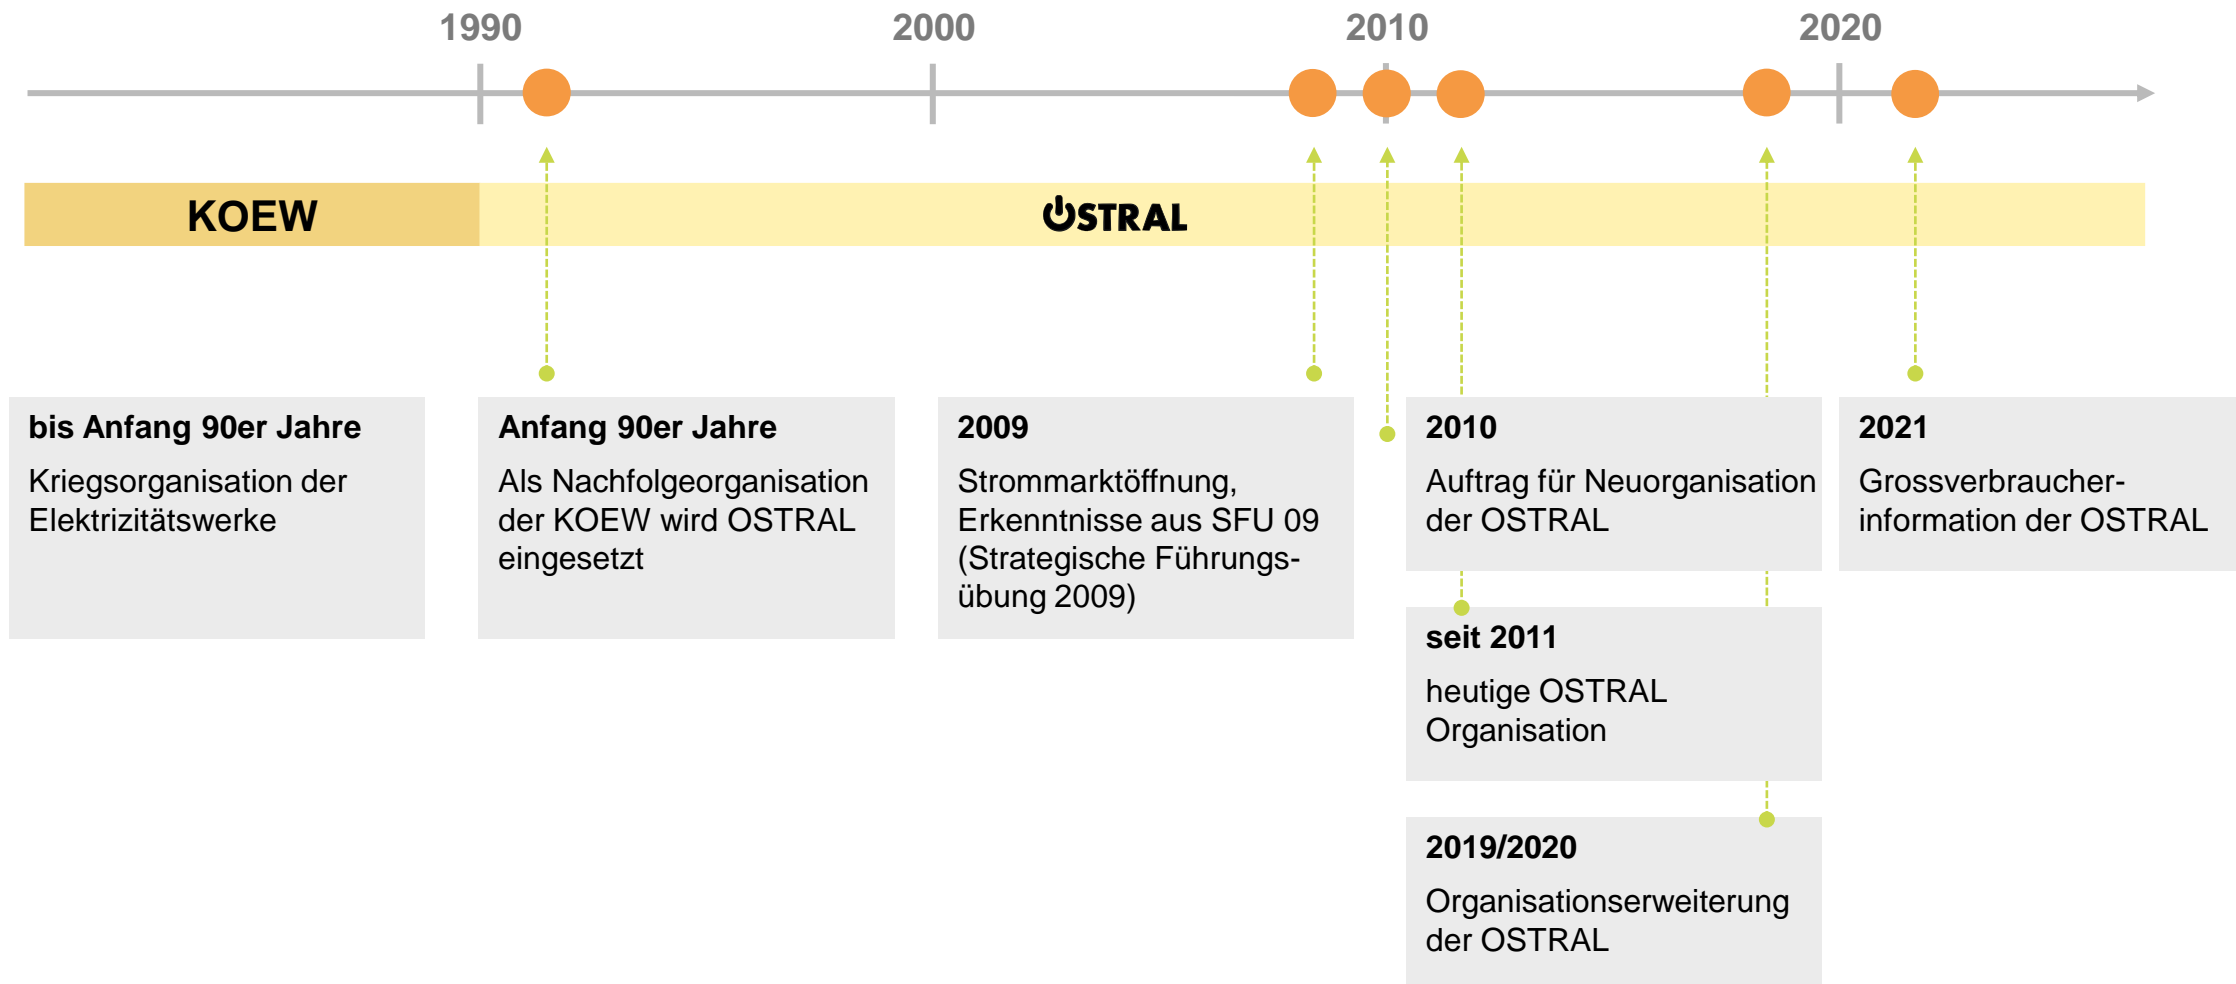 1990
2000
2010
2020
KOEW
OSTRAL
bis Anfang 90er Jahre
Kriegsorganisation der
Elektrizitätswerke
Anfang 90er Jahre
Als Nachfolgeorganisation
der KOEW wird OSTRAL
eingesetzt
2009
Strommarktöffnung,
Erkenntnisse aus SFU 09
(Strategische Führungs-
übung 2009)
2010
Auftrag für Neuorganisation
der OSTRAL
seit 2011
heutige OSTRAL
Organisation
2019/2020
Organisationserweiterung
der OSTRAL
2021
Grossverbraucher-
information der OSTRAL